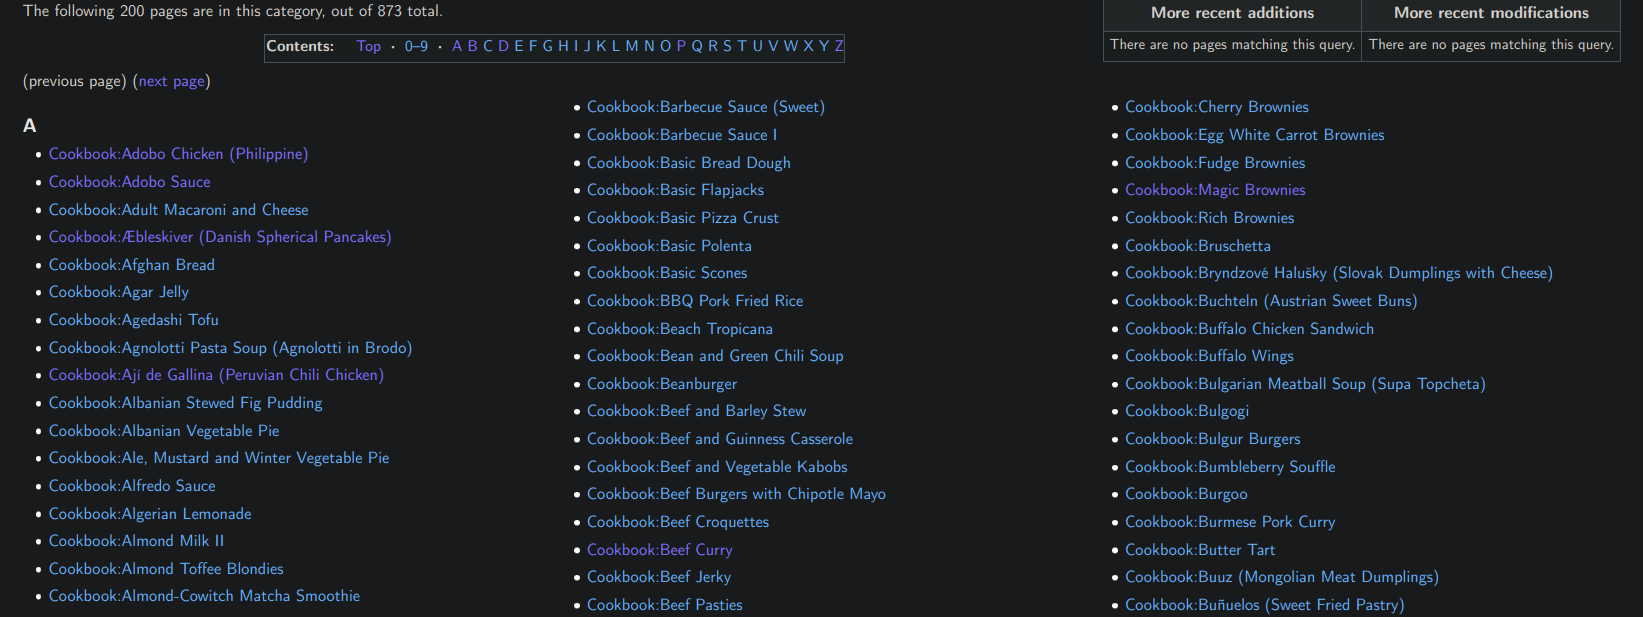 The following 200 pages are in this category, out of 873 total.
Contents: Top · 0–9 · A B C D E F G H I J K L M N O P Q R S T U V W X Y Z
More recent additions More recent modifications
There are no pages matching this query. There are no pages matching this query.
(previous page) (next page)
A
• Cookbook:Adobo Chicken (Philippine)
• Cookbook:Adobo Sauce
• Cookbook:Adult Macaroni and Cheese
• Cookbook:Æbleskiver (Danish Spherical Pancakes)
• Cookbook:Afghan Bread
• Cookbook:Agar Jelly
• Cookbook:Agedashi Tofu
• Cookbook:Agnolotti Pasta Soup (Agnolotti in Brodo)
• Cookbook:Ají de Gallina (Peruvian Chili Chicken)
• Cookbook:Albanian Stewed Fig Pudding
• Cookbook:Albanian Vegetable Pie
• Cookbook:Ale, Mustard and Winter Vegetable Pie
• Cookbook:Alfredo Sauce
• Cookbook:Algerian Lemonade
• Cookbook:Almond Milk II
• Cookbook:Almond Toffee Blondies
• Cookbook:Almond-Cowitch Matcha Smoothie
• Cookbook:Barbecue Sauce (Sweet)
• Cookbook:Barbecue Sauce I
• Cookbook:Basic Bread Dough
• Cookbook:Basic Flapjacks
• Cookbook:Basic Pizza Crust
• Cookbook:Basic Polenta
• Cookbook:Basic Scones
• Cookbook:BBQ Pork Fried Rice
• Cookbook:Beach Tropicana
• Cookbook:Bean and Green Chili Soup
• Cookbook:Beanburger
• Cookbook:Beef and Barley Stew
• Cookbook:Beef and Guinness Casserole
• Cookbook:Beef and Vegetable Kabobs
• Cookbook:Beef Burgers with Chipotle Mayo
• Cookbook:Beef Croquettes
• Cookbook:Beef Curry
• Cookbook:Beef Jerky
• Cookbook:Beef Pasties
• Cookbook:Cherry Brownies
• Cookbook:Egg White Carrot Brownies
• Cookbook:Fudge Brownies
• Cookbook:Magic Brownies
• Cookbook:Rich Brownies
• Cookbook:Bruschetta
• Cookbook:Bryndzové Halušky (Slovak Dumplings with Cheese)
• Cookbook:Buchteln (Austrian Sweet Buns)
• Cookbook:Buffalo Chicken Sandwich
• Cookbook:Buffalo Wings
• Cookbook:Bulgarian Meatball Soup (Supa Topcheta)
• Cookbook:Bulgogi
• Cookbook:Bulgur Burgers
• Cookbook:Bumbleberry Souffle
• Cookbook:Burgoo
• Cookbook:Burmese Pork Curry
• Cookbook:Butter Tart
• Cookbook:Buuz (Mongolian Meat Dumplings)
• Cookbook:Buñuelos (Sweet Fried Pastry)